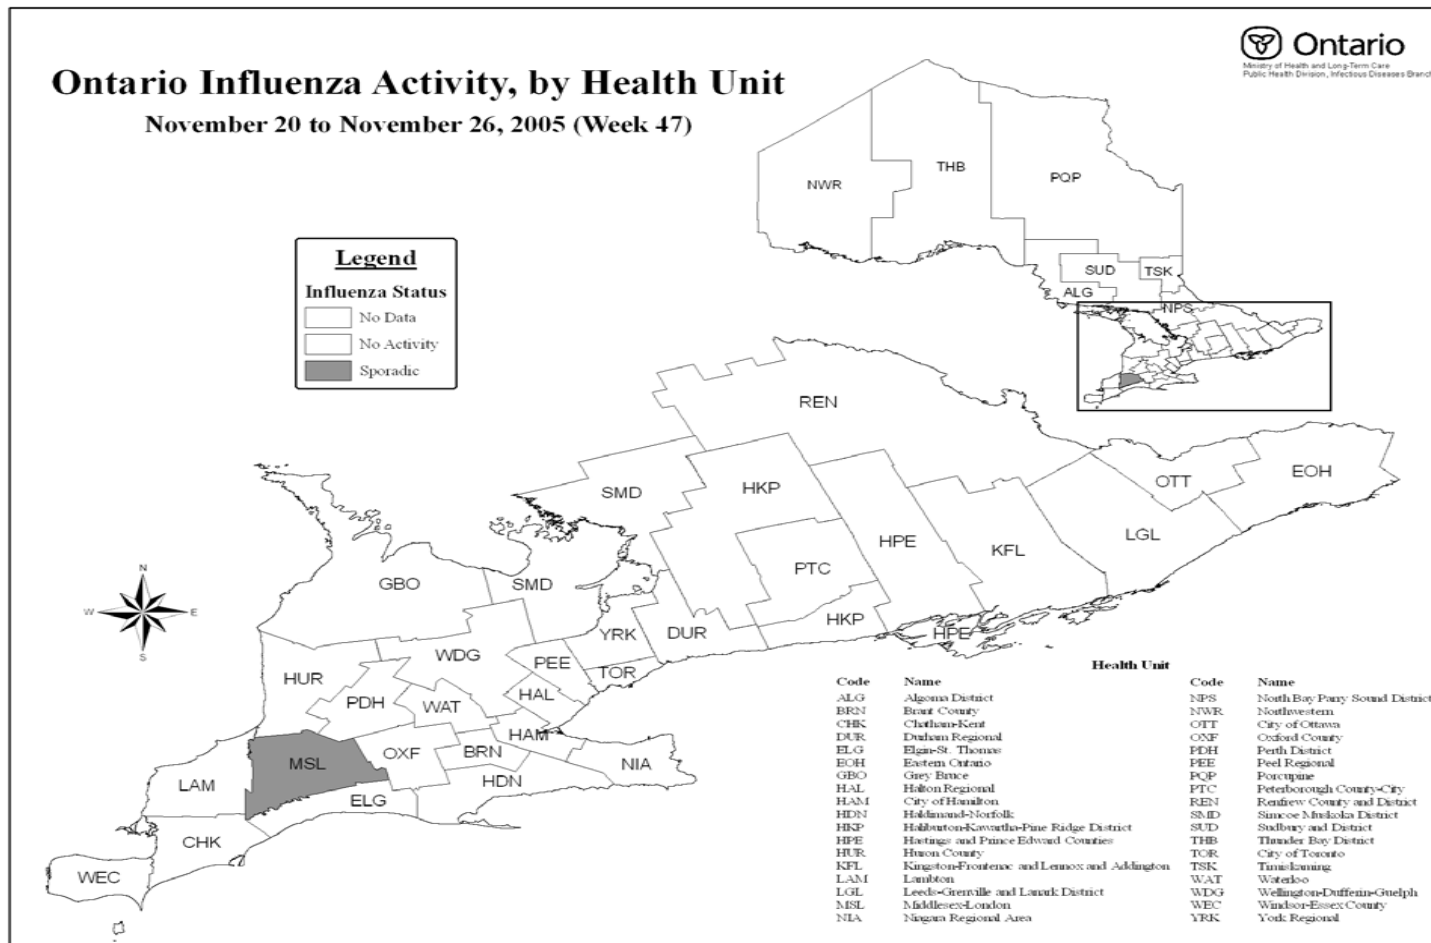 Ontario
Ministry of Health and Long-Term Care
Public Health Division, Infectious Diseases Branch
Ontario Influenza Activity, by Health Unit
November 20 to November 26, 2005 (Week 47)
NWR
THB
PQP
SUD
TSK
ALG
NPS
Legend
Influenza Status
No Data
No Activity
Sporadic
REN
SMD
HKP
OTT
EOH
HPE
KFL
LGL
PTC
GBO
SMD
YRK
DUR
HKP
HPE
N
W E
S
WDG
PEE
TOR
HUR
PDH
WAT
HAL
HAM
MSL
OXF
BRN
NIA
LAM
HDN
ELG
CHK
WEC
Health Unit
Code Name Code Name
ALG Algoma District NPS North Bay Parry Sound District
BRN Brant County NWR Northwestern
CHK Chatham-Kent OTT City of Ottawa
DUR Durham Regional OXF Oxford County
ELG Elgin-St. Thomas PDH Perth District
EOH Eastern Ontario PEE Peel Regional
GBO Grey Bruce PQP Porcupine
HAL Halton Regional PTC Peterborough County-City
HAM City of Hamilton REN Renfrew County and District
HDN Haldimand-Norfolk SMD Simcoe Muskoka District
HKP Haliburton-Kawartha-Pine Ridge District SUD Sudbury and District
HPE Hastings and Prince Edward Counties THB Thunder Bay District
HUR Huron County TOR City of Toronto
KFL Kingston-Frontenac and Lennox and Addington TSK Timiskaming
LAM Lambton WAT Waterloo
LGL Leeds-Grenville and Lanark District WDG Wellington-Dufferin-Guelph
MSL Middlesex-London WEC Windsor-Essex County
NIA Niagara Regional Area YRK York Regional